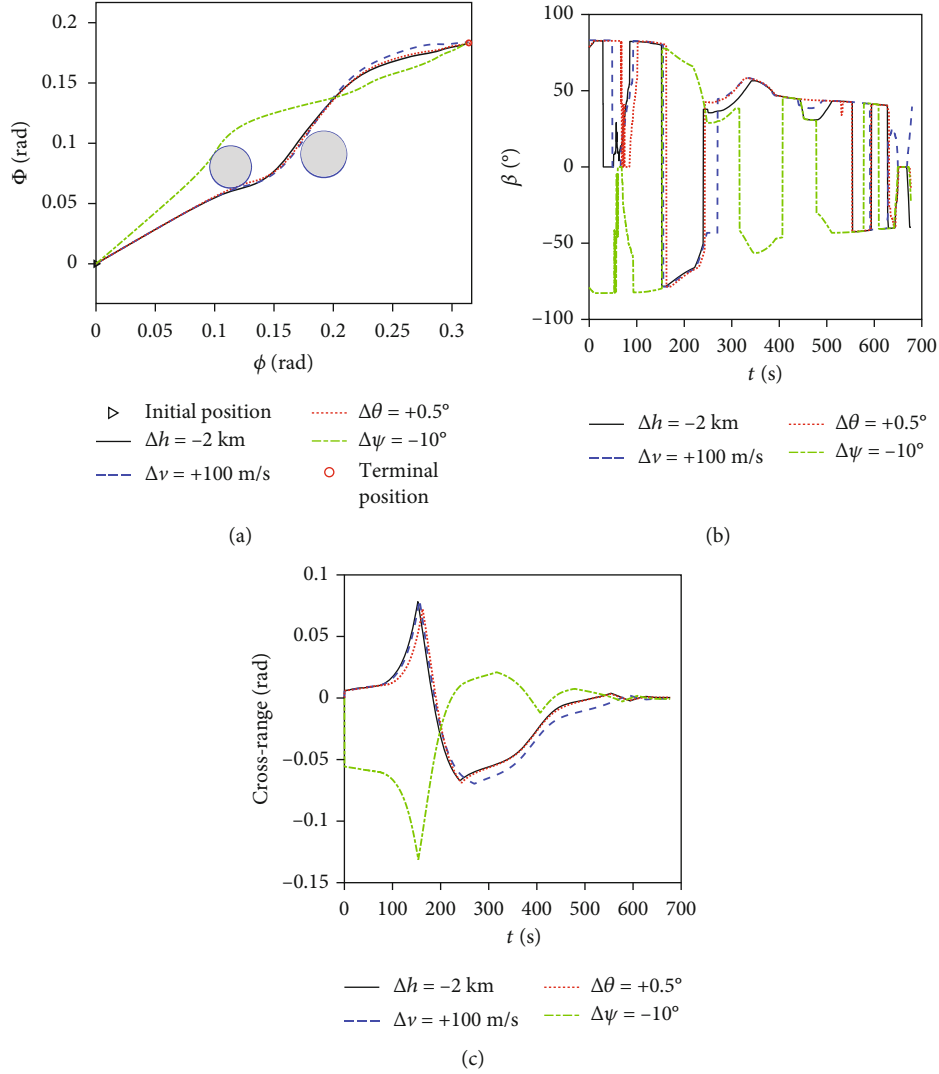 0.2
0.15
0.1
0.05
0
Φ (rad)
0 0.05 0.1 0.15 0.2 0.25 0.3
ϕ (rad)
Initial position
Δh = –2 km
Δv = +100 m/s
Δθ = +0.5°
Δψ = –10°
Terminal
position
(a)
100
50
0
–50
–100
β (°)
0 100 200 300 400 500 600 700
t (s)
Δh = –2 km
Δv = +100 m/s
Δθ = +0.5°
Δψ = –10°
(b)
0.1
0.05
0
–0.05
–0.1
–0.15
Cross-range (rad)
0 100 200 300 400 500 600 700
t (s)
Δh = –2 km
Δv = +100 m/s
Δθ = +0.5°
Δψ = –10°
(c)